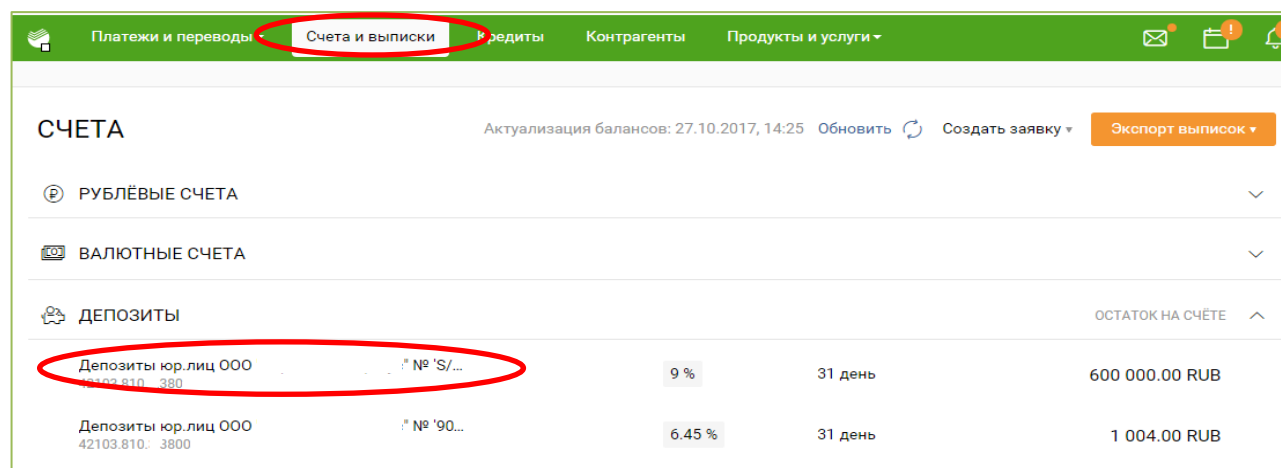 Платежи и переводы Счета и выписки Кредиты Контрагенты Продукты и услуги
СЧЕТА
Актуализация балансов: 27.10.2017, 14:25 Обновить Создать заявку Экспорт выписок
РУБЛЁВЫЕ СЧЕТА
ВАЛЮТНЫЕ СЧЕТА
ДЕПОЗИТЫ ОСТАТОК НА СЧЁТЕ
Депозиты юр.лиц ООО " № 'S/... 9 % 31 день 600 000.00 RUB
380
Депозиты юр.лиц ООО " № '90... 6.45 % 31 день 1 004.00 RUB
42103.810. 3800